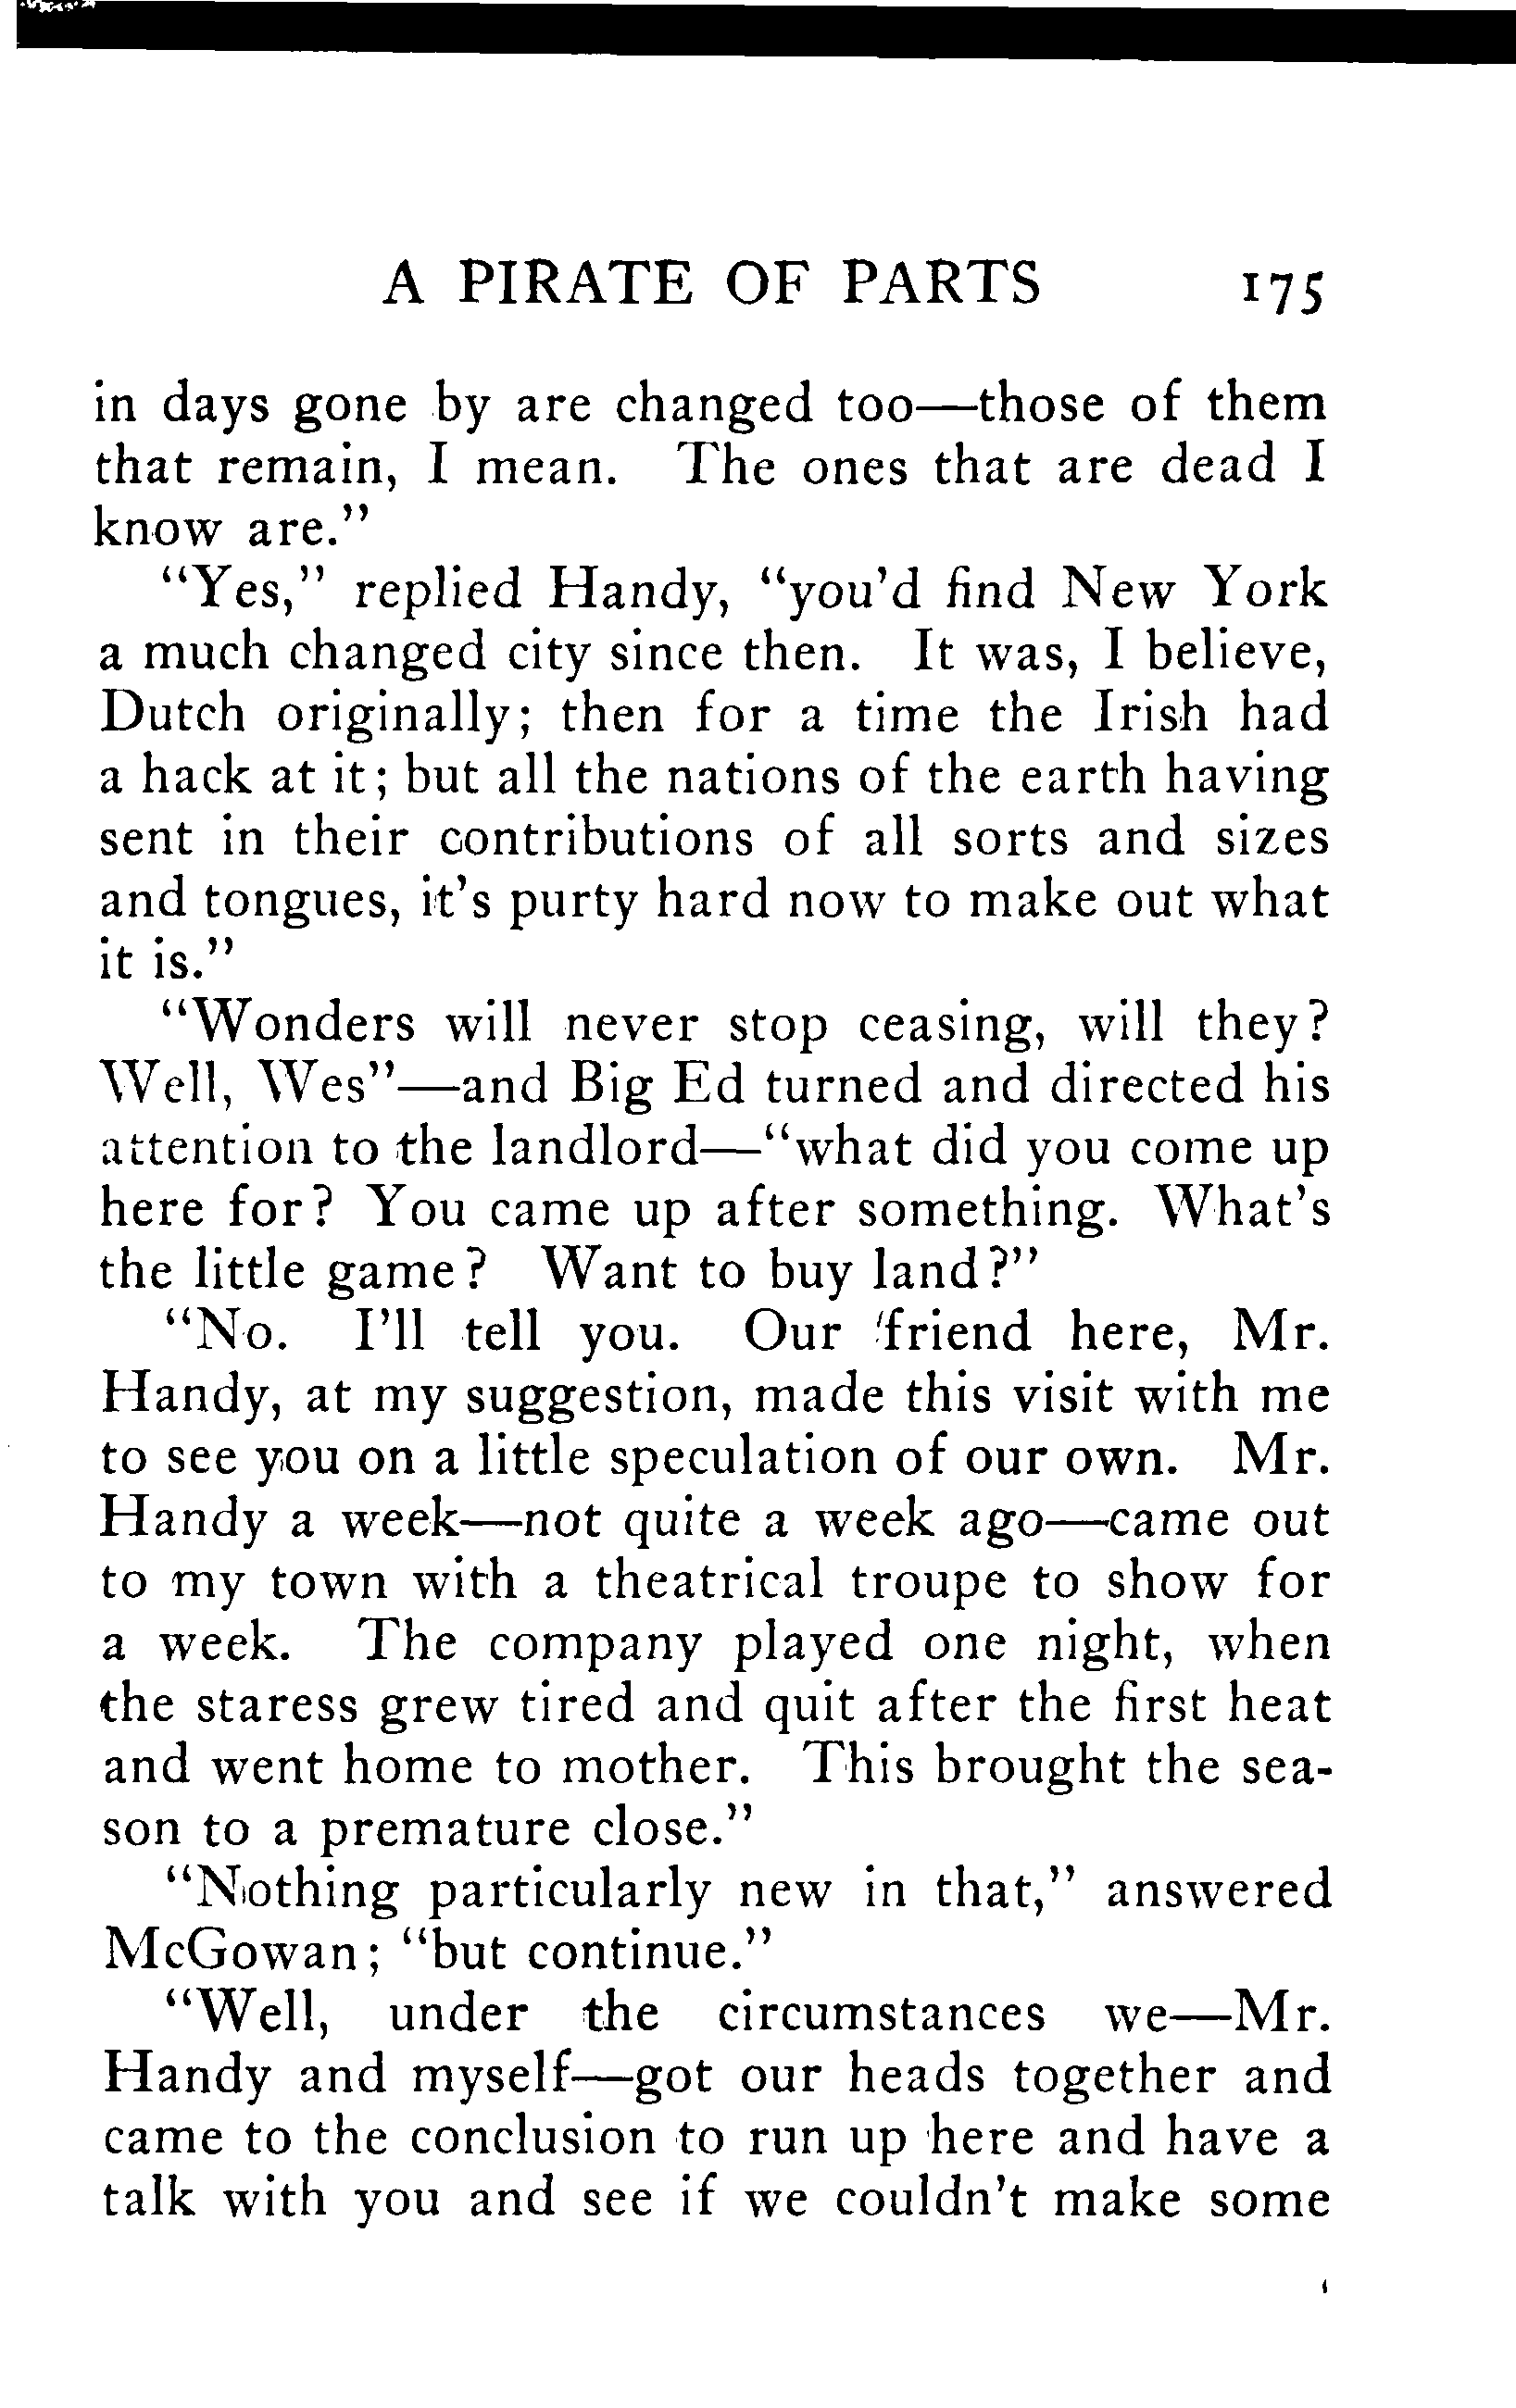 A PIRATE OF PARTS 175
in days gone by are changed too—those of them
that remain, I mean. The ones that are dead I
know are."
"Yes," replied Handy, "you'd find New York
a much changed city since then. It was, I believe,
Dutch originally; then for a time the Irish had
a hack at it; but all the nations of the earth having
sent in their contributions of all sorts and sizes
and tongues, it's purty hard now to make out what
it is."
"Wonders will never stop ceasing, will they?
Well, Wes"—and Big Ed turned and directed his
attention to the landlord—"what did you come up
here for? You came up after something. What's
the little game? Want to buy land?"
"No. I'll tell you. Our friend here, Mr.
Handy, at my suggestion, made this visit with me
to see you on a little speculation of our own. Mr.
Handy a week—not quite a week ago—came out
to my town with a theatrical troupe to show for
a week. The company played one night, when
the staress grew tired and quit after the first heat
and went home to mother. This brought the sea-
son to a premature close."
"Nothing particularly new in that," answered
McGowan; "but continue."
"Well, under the circumstances we—Mr.
Handy and myself—got our heads together and
came to the conclusion to run up here and have a
talk with you and see if we couldn't make some